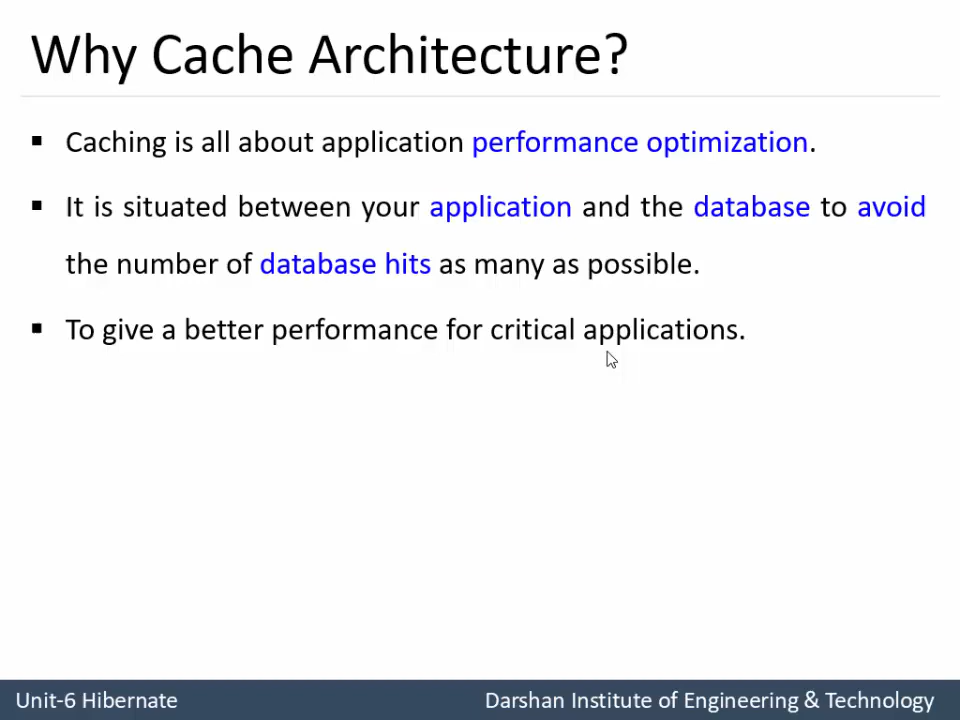 Why Cache Architecture?
▪ Caching is all about application performance optimization.
▪ It is situated between your application and the database to avoid
the number of database hits as many as possible.
▪ To give a better performance for critical applications.
Unit-6 Hibernate
Darshan Institute of Engineering & Technology